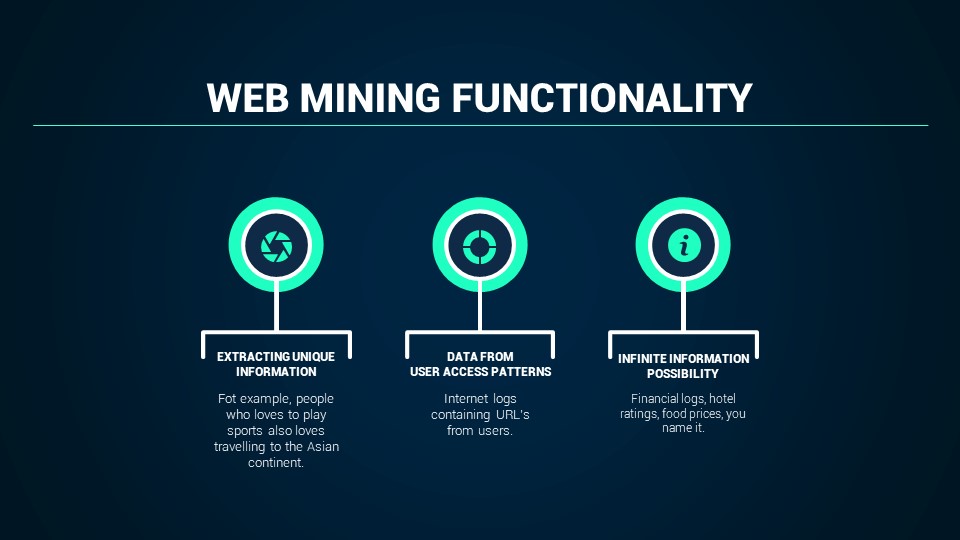 WEB MINING FUNCTIONALITY
EXTRACTING UNIQUE
INFORMATION
Fot example, people
who loves to play
sports also loves
travelling to the Asian
continent.
DATA FROM
USER ACCESS PATTERNS
Internet logs
containing URL's
from users.
INFINITE INFORMATION
POSSIBILITY
Financial logs, hotel
ratings, food prices, you
name it.